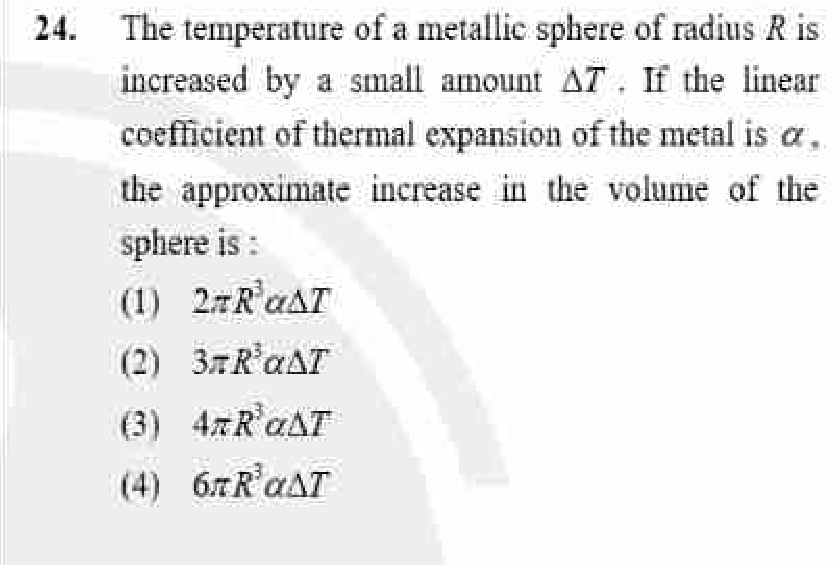 24. The temperature of a metallic sphere of radius R is
increased by a small amount ΔT . If the linear
coefficient of thermal expansion of the metal is α,
the approximate increase in the volume of the
sphere is :
(1) 2πR³αΔT
(2) 3πR³αΔT
(3) 4πR³αΔT
(4) 6πR³αΔT